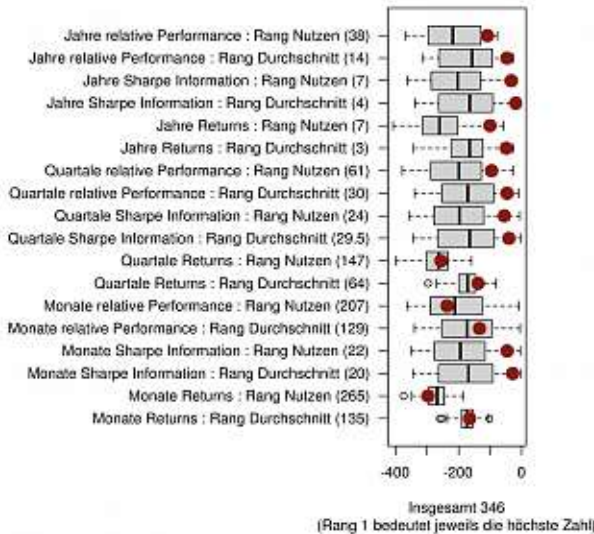 Jahre relative Performance : Rang Nutzen (38)
Jahre relative Performance : Rang Durchschnitt (14)
Jahre Sharpe Information : Rang Nutzen (7)
Jahre Sharpe Information : Rang Durchschnitt (4)
Jahre Returns : Rang Nutzen (7)
Jahre Returns : Rang Durchschnitt (3)
Quartale relative Performance : Rang Nutzen (61)
Quartale relative Performance : Rang Durchschnitt (30)
Quartale Sharpe Information : Rang Nutzen (24)
Quartale Sharpe Information : Rang Durchschnitt (29.5)
Quartale Returns : Rang Nutzen (147)
Quartale Returns : Rang Durchschnitt (64)
Monate relative Performance : Rang Nutzen (207)
Monate relative Performance : Rang Durchschnitt (129)
Monate Sharpe Information : Rang Nutzen (22)
Monate Sharpe Information : Rang Durchschnitt (20)
Monate Returns : Rang Nutzen (265)
Monate Returns : Rang Durchschnitt (135)
-400 -200 0
Insgesamt 346
(Rang 1 bedeutet jeweils die höchste Zahl)